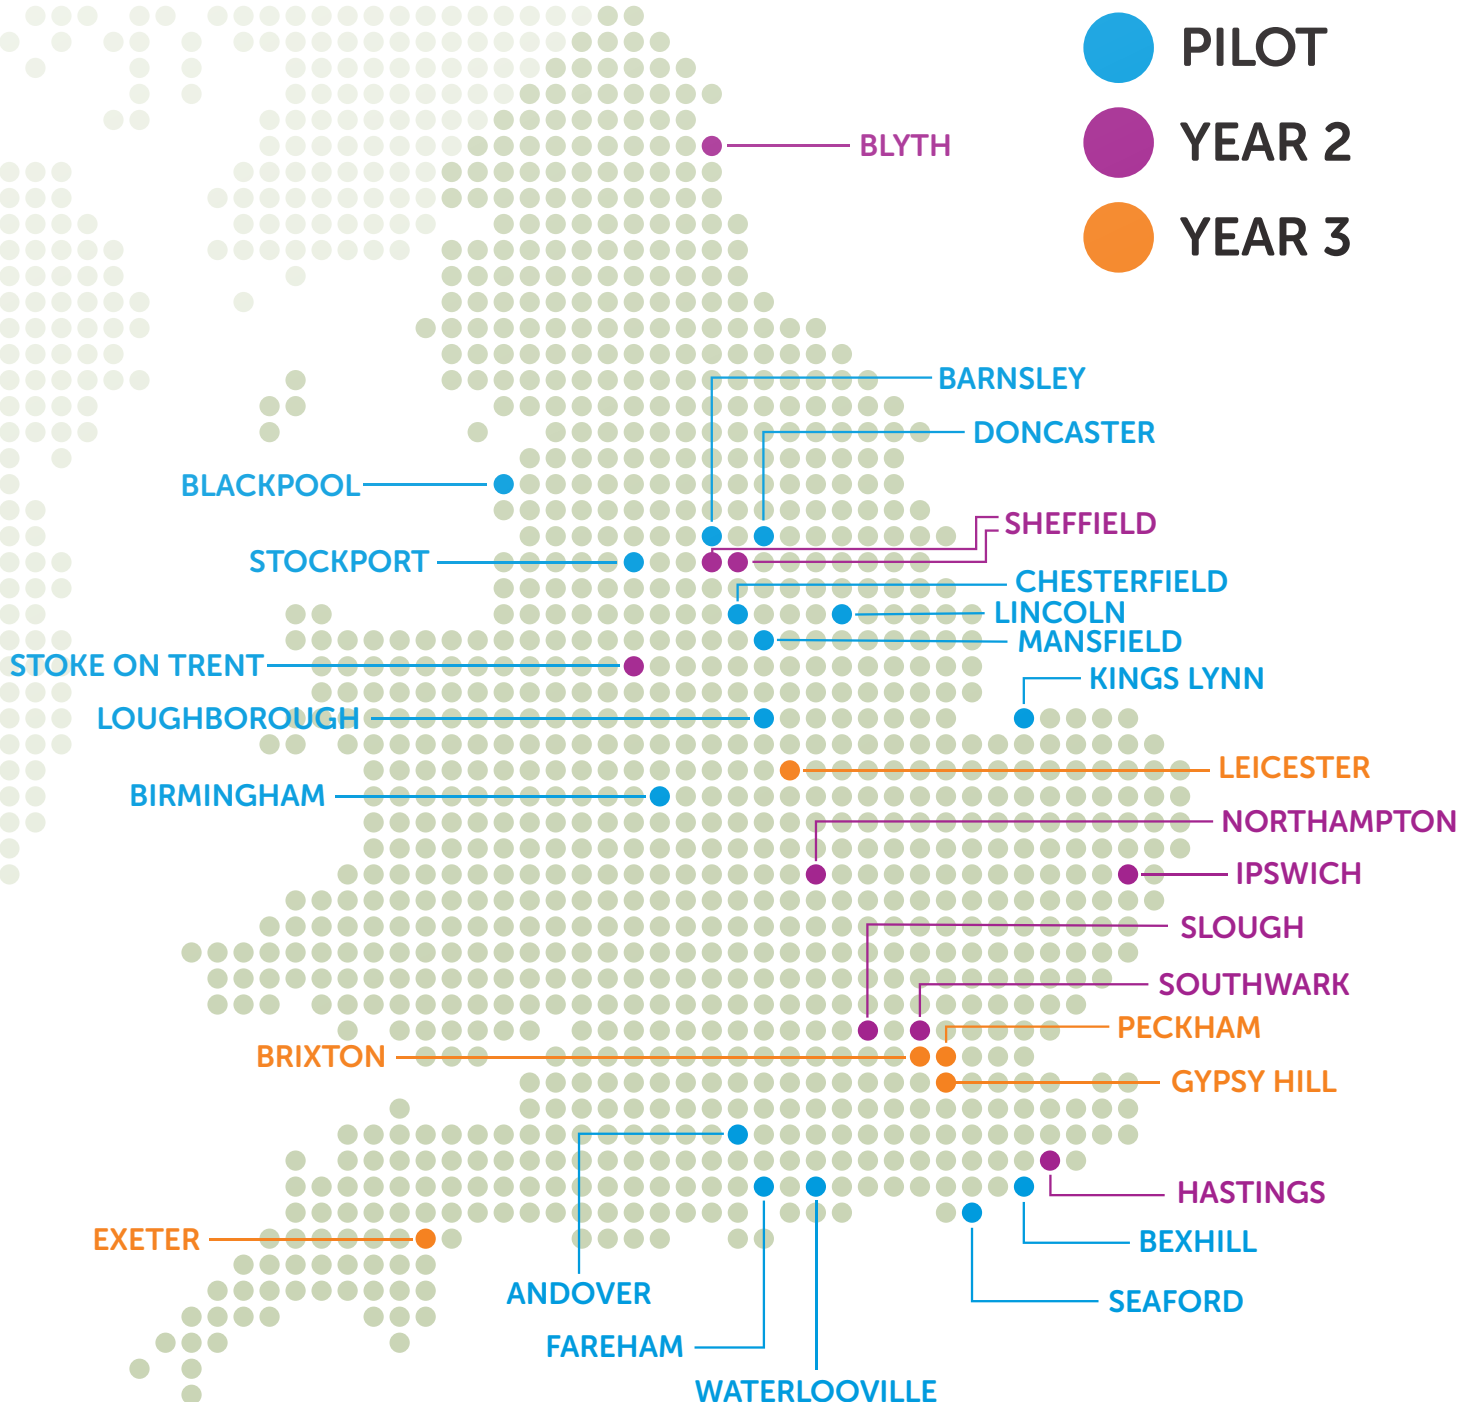 PILOT
YEAR 2
BLYTH
YEAR 3
BARNSLEY
DONCASTER
BLACKPOOL
SHEFFIELD
STOCKPORT
CHESTERFIELD
LINCOLN
MANSFIELD
STOKE ON TRENT
KINGS LYNN
LOUGHBOROUGH
LEICESTER
BIRMINGHAM
NORTHAMPTON
IPSWICH
SLOUGH
SOUTHWARK
PECKHAM
BRIXTON
GYPSY HILL
HASTINGS
EXETER
BEXHILL
ANDOVER
SEAFORD
FAREHAM
WATERLOOVILLE